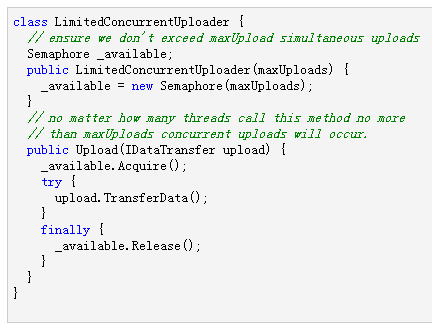 class LimitedConcurrentUploader {
  // ensure we don't exceed maxUpload simultaneous uploads
  Semaphore _available;
  public LimitedConcurrentUploader(maxUploads) {
    _available = new Semaphore(maxUploads);
  }
  // no matter how many threads call this method no more
  // than maxUploads concurrent uploads will occur.
  public Upload(IDataTransfer upload) {
    _available.Acquire();
    try {
      upload.TransferData();
    }
    finally {
      _available.Release();
    }
  }
}